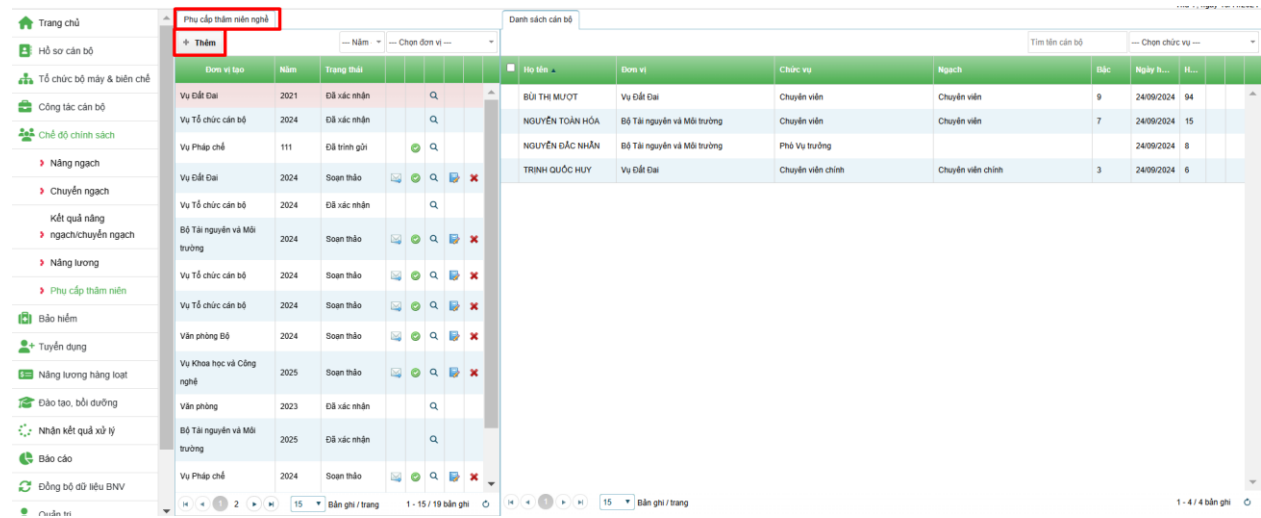 Trang chủ
Hồ sơ cán bộ
Tổ chức bộ máy & biên chế
Công tác cán bộ
Chế độ chính sách
Nâng ngạch
Chuyển ngạch
Kết quả nâng
ngạch/chuyển ngạch
Nâng lương
Phụ cấp thâm niên
Bảo hiểm
Tuyển dụng
Nâng lương hàng loạt
Đào tạo, bồi dưỡng
Nhận kết quả xử lý
Báo cáo
Đồng bộ dữ liệu BNV
Quản trị
Phụ cấp thâm niên nghề
+ Thêm
--- Năm
--- Chọn đơn vị ---
Đơn vị tạo Năm Trạng thái
Vụ Đất Đai 2021 Đã xác nhận
Vụ Tổ chức cán bộ 2024 Đã xác nhận
Vụ Pháp chế 111 Đã trình gửi
Vụ Đất Đai 2024 Soạn thảo
Vụ Tổ chức cán bộ 2024 Đã xác nhận
Bộ Tài nguyên và Môi
trường 2024 Soạn thảo
Vụ Tổ chức cán bộ 2024 Soạn thảo
Vụ Tổ chức cán bộ 2024 Soạn thảo
Văn phòng Bộ 2024 Soạn thảo
Vụ Khoa học và Công
nghệ 2025 Soạn thảo
Văn phòng 2023 Đã xác nhận
Bộ Tài nguyên và Môi
trường 2025 Đã xác nhận
Vụ Pháp chế 2024 Soạn thảo
1 2 15 Bản ghi / trang 1 - 15 / 19 bản ghi
Danh sách cán bộ
Tìm tên cán bộ
--- Chọn chức vụ ---
Họ tên Đơn vị Chức vụ Ngạch Bậc Ngày h... H...
BÙI THỊ MƯỢT Vụ Đất Đai Chuyên viên Chuyên viên 9 24/09/2024 94
NGUYỄN TOÀN HÓA Bộ Tài nguyên và Môi trường Chuyên viên Chuyên viên 7 24/09/2024 15
NGUYỄN ĐẮC NHẪN Bộ Tài nguyên và Môi trường Phó Vụ trưởng 24/09/2024 8
TRỊNH QUỐC HUY Vụ Đất Đai Chuyên viên chính Chuyên viên chính 3 24/09/2024 6
1 15 Bản ghi / trang 1 - 4 / 4 bản ghi